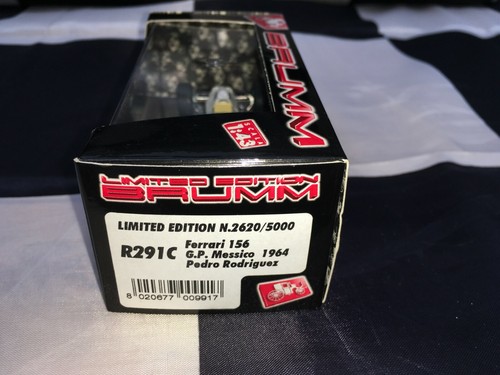 BRUMM
SCALA
1:43
LIMITED EDITION
BRUMM
LIMITED EDITION N.2620/5000
R291C
Ferrari 156
G.P. Messico 1964
Pedro Rodriguez
8 020677 009917